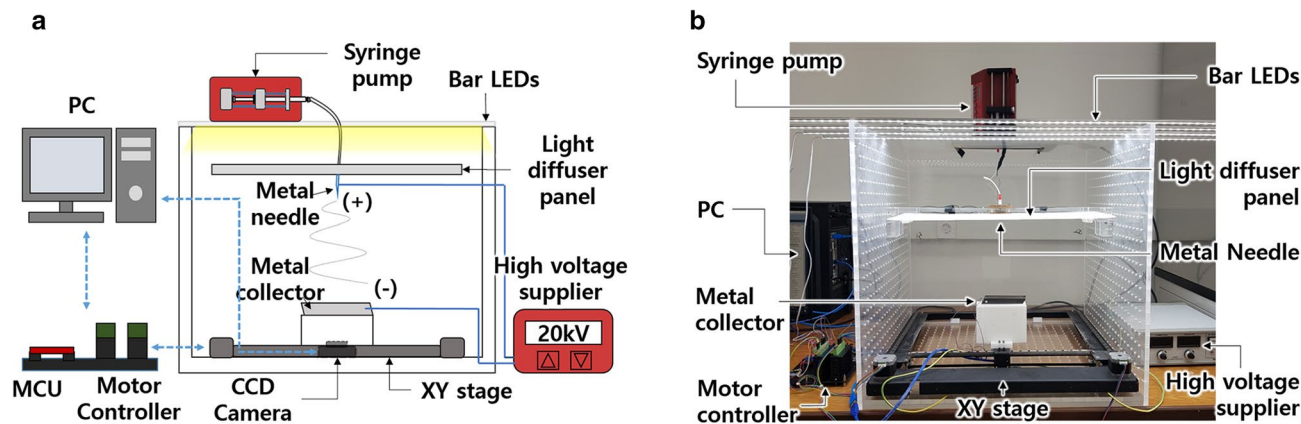 a
Syringe
pump
PC
Bar LEDs
Light
diffuser
panel
Metal
needle
(+)
Metal
collector
(-)
High voltage
supplier
20kV
MCU
Motor
Controller
CCD
Camera
XY stage
b
Syringe pump
Bar LEDs
Light diffuser
panel
PC
Metal Needle
Metal
collector
Motor
controller
XY stage
High voltage
supplier